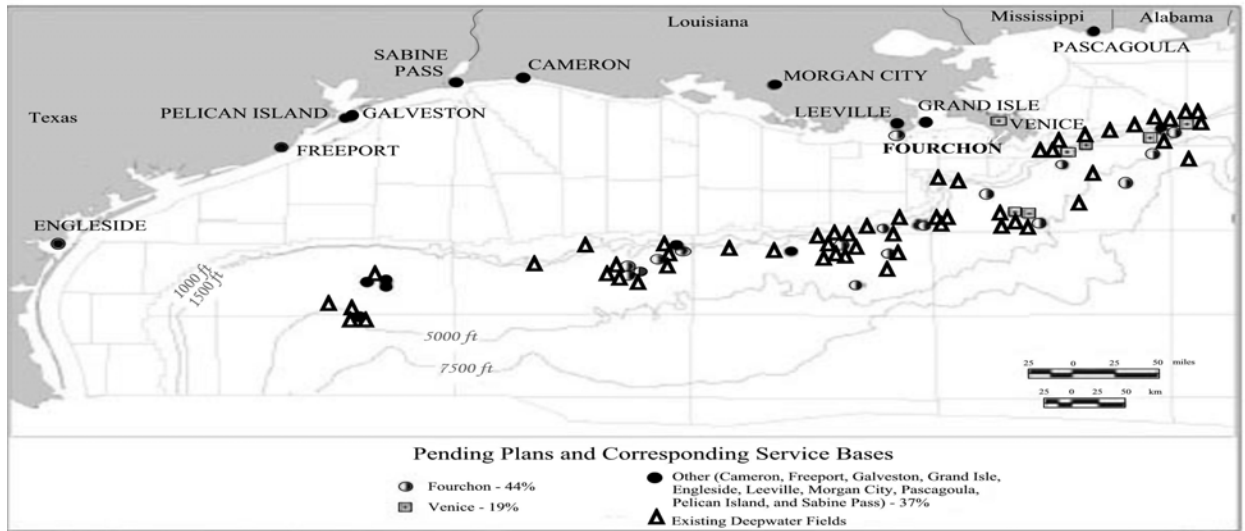 Louisiana
Mississippi
Alabama
PASCAGOULA
SABINE
PASS
CAMERON
MORGAN CITY
PELICAN ISLAND
GALVESTON
LEEVILLE
GRAND ISLE
VENICE
Texas
FREEPORT
FOURCHON
ENGLESIDE
1000 ft
1500 ft
5000 ft
7500 ft
25 0 25 50 miles
25 0 25 50 km
Pending Plans and Corresponding Service Bases
Fourchon - 44%
Venice - 19%
Other (Cameron, Freeport, Galveston, Grand Isle,
Engleside, Leeville, Morgan City, Pascagoula,
Pelican Island, and Sabine Pass) - 37%
Existing Deepwater Fields